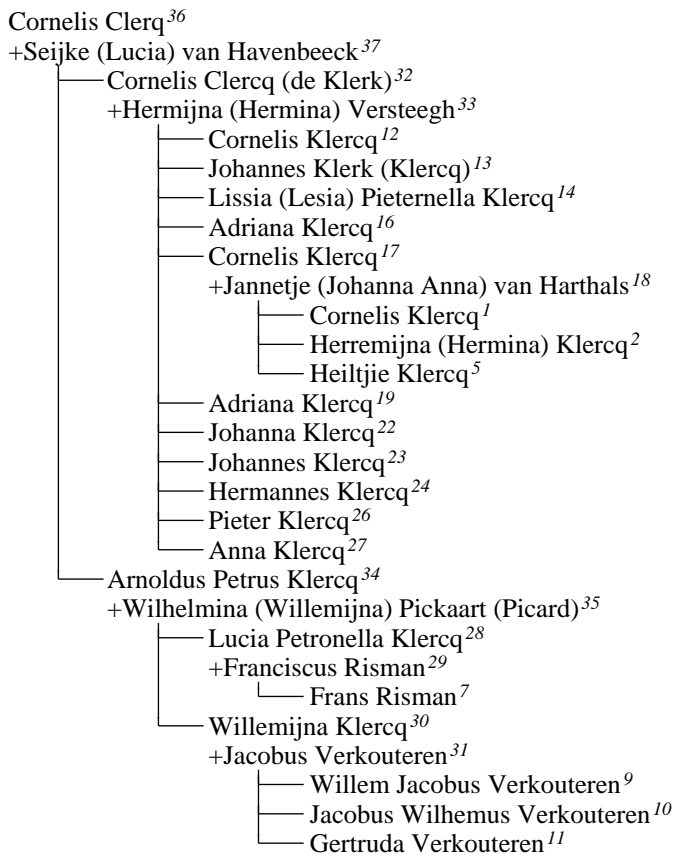 Cornelis Clerq36
+Seijke (Lucia) van Havenbeeck37
Cornelis Clercq (de Klerk)32
+Hermijna (Hermina) Versteegh33
Cornelis Klercq12
Johannes Klerk (Klercq)13
Lissia (Lesia) Pieternella Klercq14
Adriana Klercq16
Cornelis Klercq17
+Jannetje (Johanna Anna) van Harthals18
Cornelis Klercq1
Herremijna (Hermina) Klercq2
Heiltjie Klercq5
Adriana Klercq19
Johanna Klercq22
Johannes Klercq23
Hermannes Klercq24
Pieter Klercq26
Anna Klercq27
Arnoldus Petrus Klercq34
+Wilhelmina (Willemijna) Pickaart (Picard)35
Lucia Petronella Klercq28
+Franciscus Risman29
Frans Risman7
Willemijna Klercq30
+Jacobus Verkouteren31
Willem Jacobus Verkouteren9
Jacobus Wilhemus Verkouteren10
Gertruda Verkouteren11